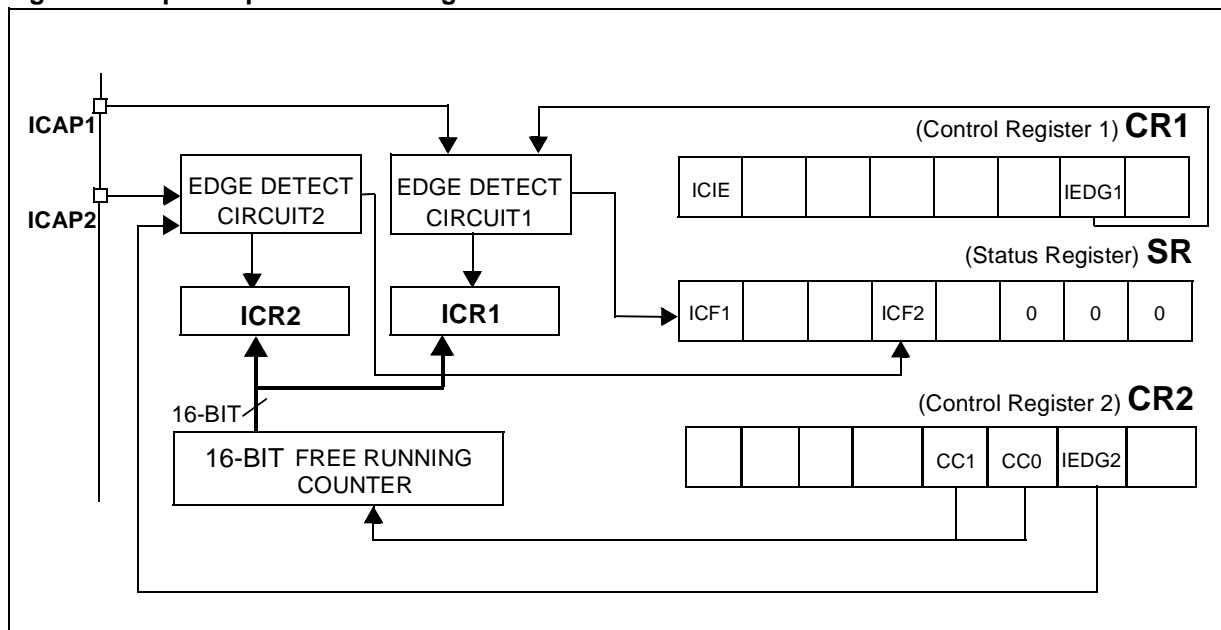 ICAP1
ICAP2
EDGE DETECT
CIRCUIT2
EDGE DETECT
CIRCUIT1
ICR2
ICR1
16-BIT
16-BIT FREE RUNNING
COUNTER
(Control Register 1) CR1
ICIE IEDG1
(Status Register) SR
ICF1 ICF2 0 0 0
(Control Register 2) CR2
CC1 CC0 IEDG2